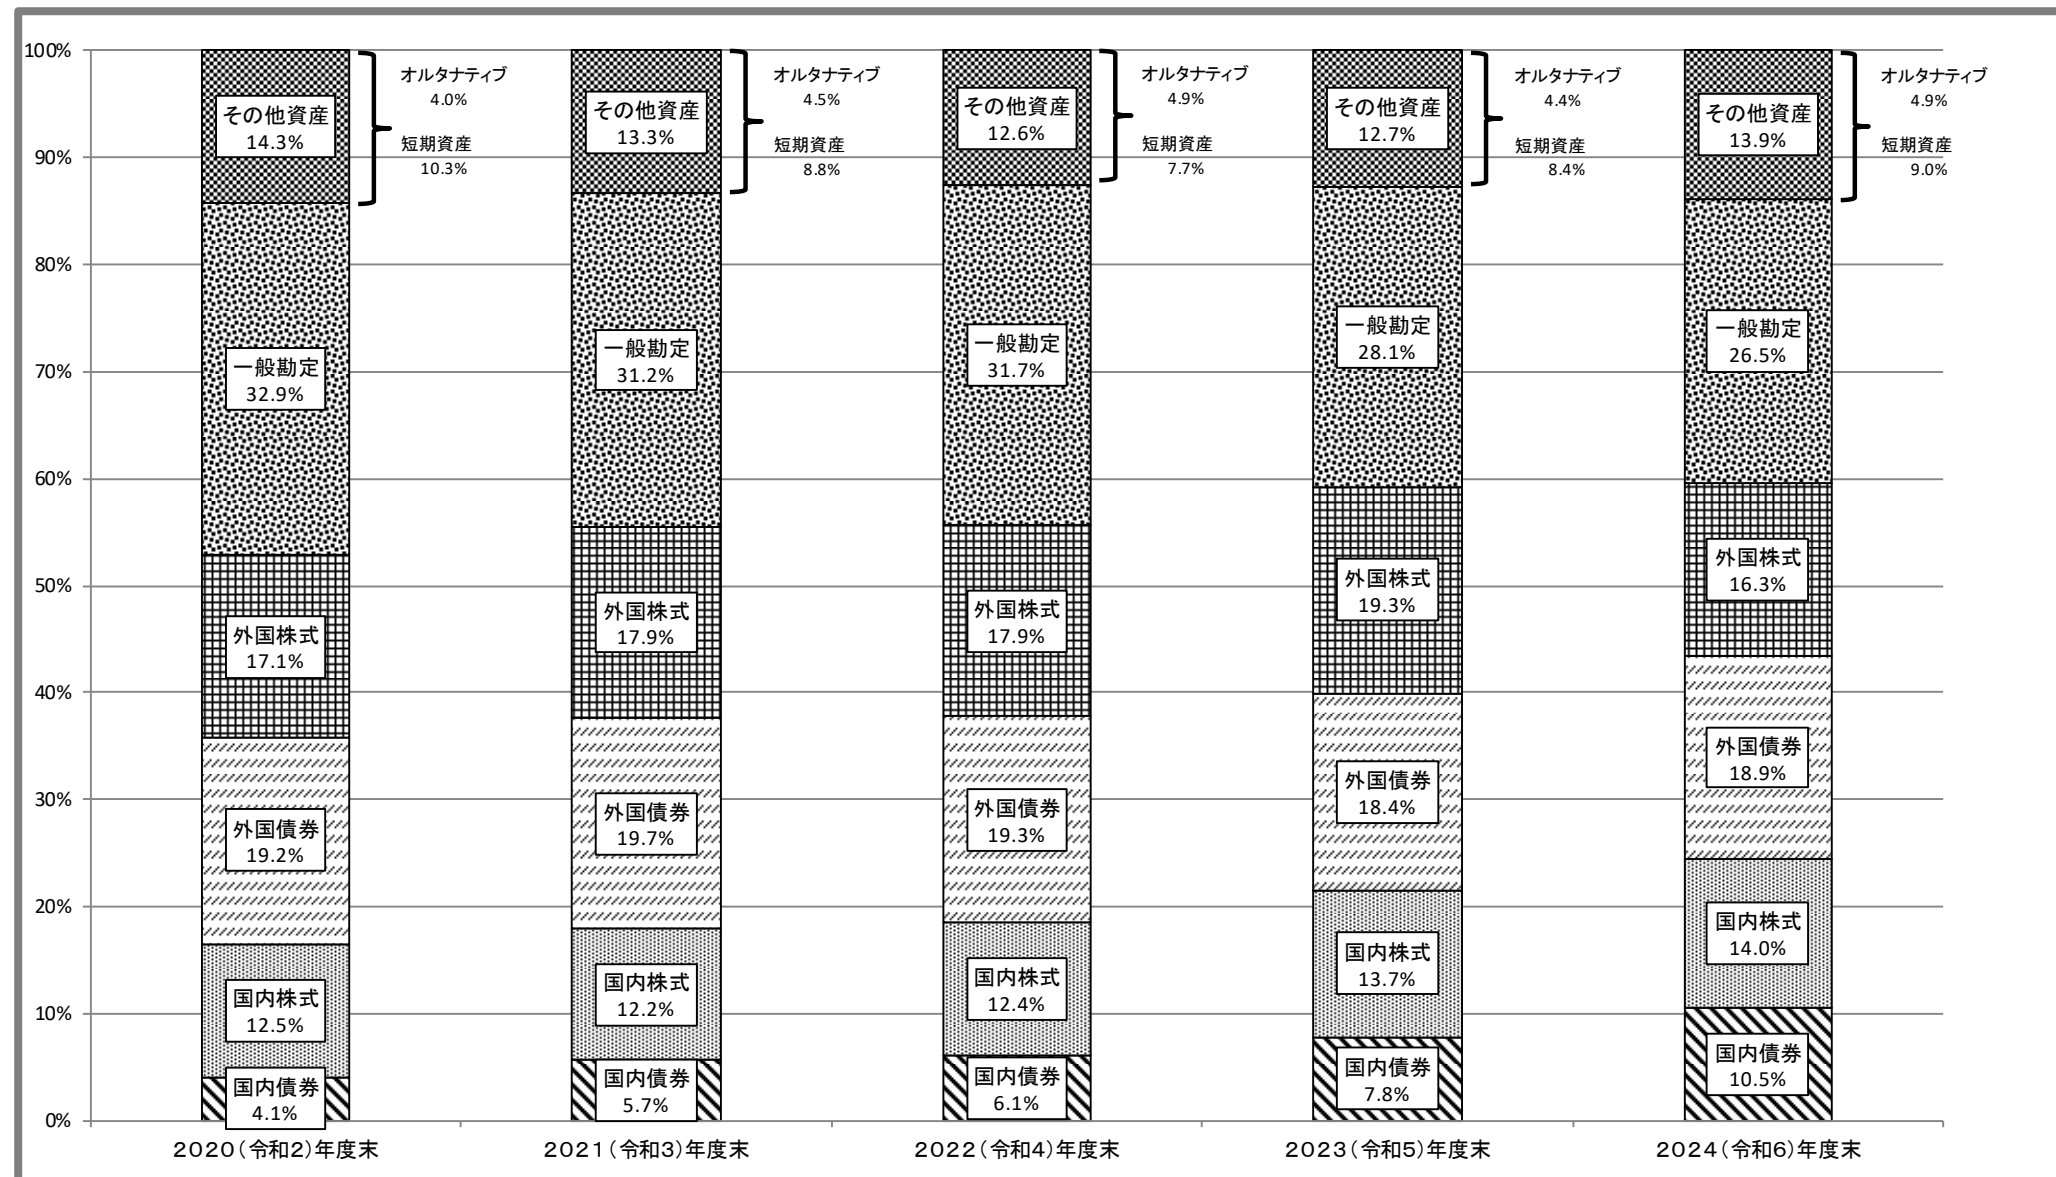 100%
90%
80%
70%
60%
50%
40%
30%
20%
10%
0%
その他資産
14.3%
オルタナティブ
4.0%
短期資産
10.3%
一般勘定
32.9%
外国株式
17.1%
外国債券
19.2%
国内株式
12.5%
国内債券
4.1%
2020(令和2)年度末
その他資産
13.3%
オルタナティブ
4.5%
短期資産
8.8%
一般勘定
31.2%
外国株式
17.9%
外国債券
19.7%
国内株式
12.2%
国内債券
5.7%
2021(令和3)年度末
その他資産
12.6%
オルタナティブ
4.9%
短期資産
7.7%
一般勘定
31.7%
外国株式
17.9%
外国債券
19.3%
国内株式
12.4%
国内債券
6.1%
2022(令和4)年度末
その他資産
12.7%
オルタナティブ
4.4%
短期資産
8.4%
一般勘定
28.1%
外国株式
19.3%
外国債券
18.4%
国内株式
13.7%
国内債券
7.8%
2023(令和5)年度末
その他資産
13.9%
オルタナティブ
4.9%
短期資産
9.0%
一般勘定
26.5%
外国株式
16.3%
外国債券
18.9%
国内株式
14.0%
国内債券
10.5%
2024(令和6)年度末